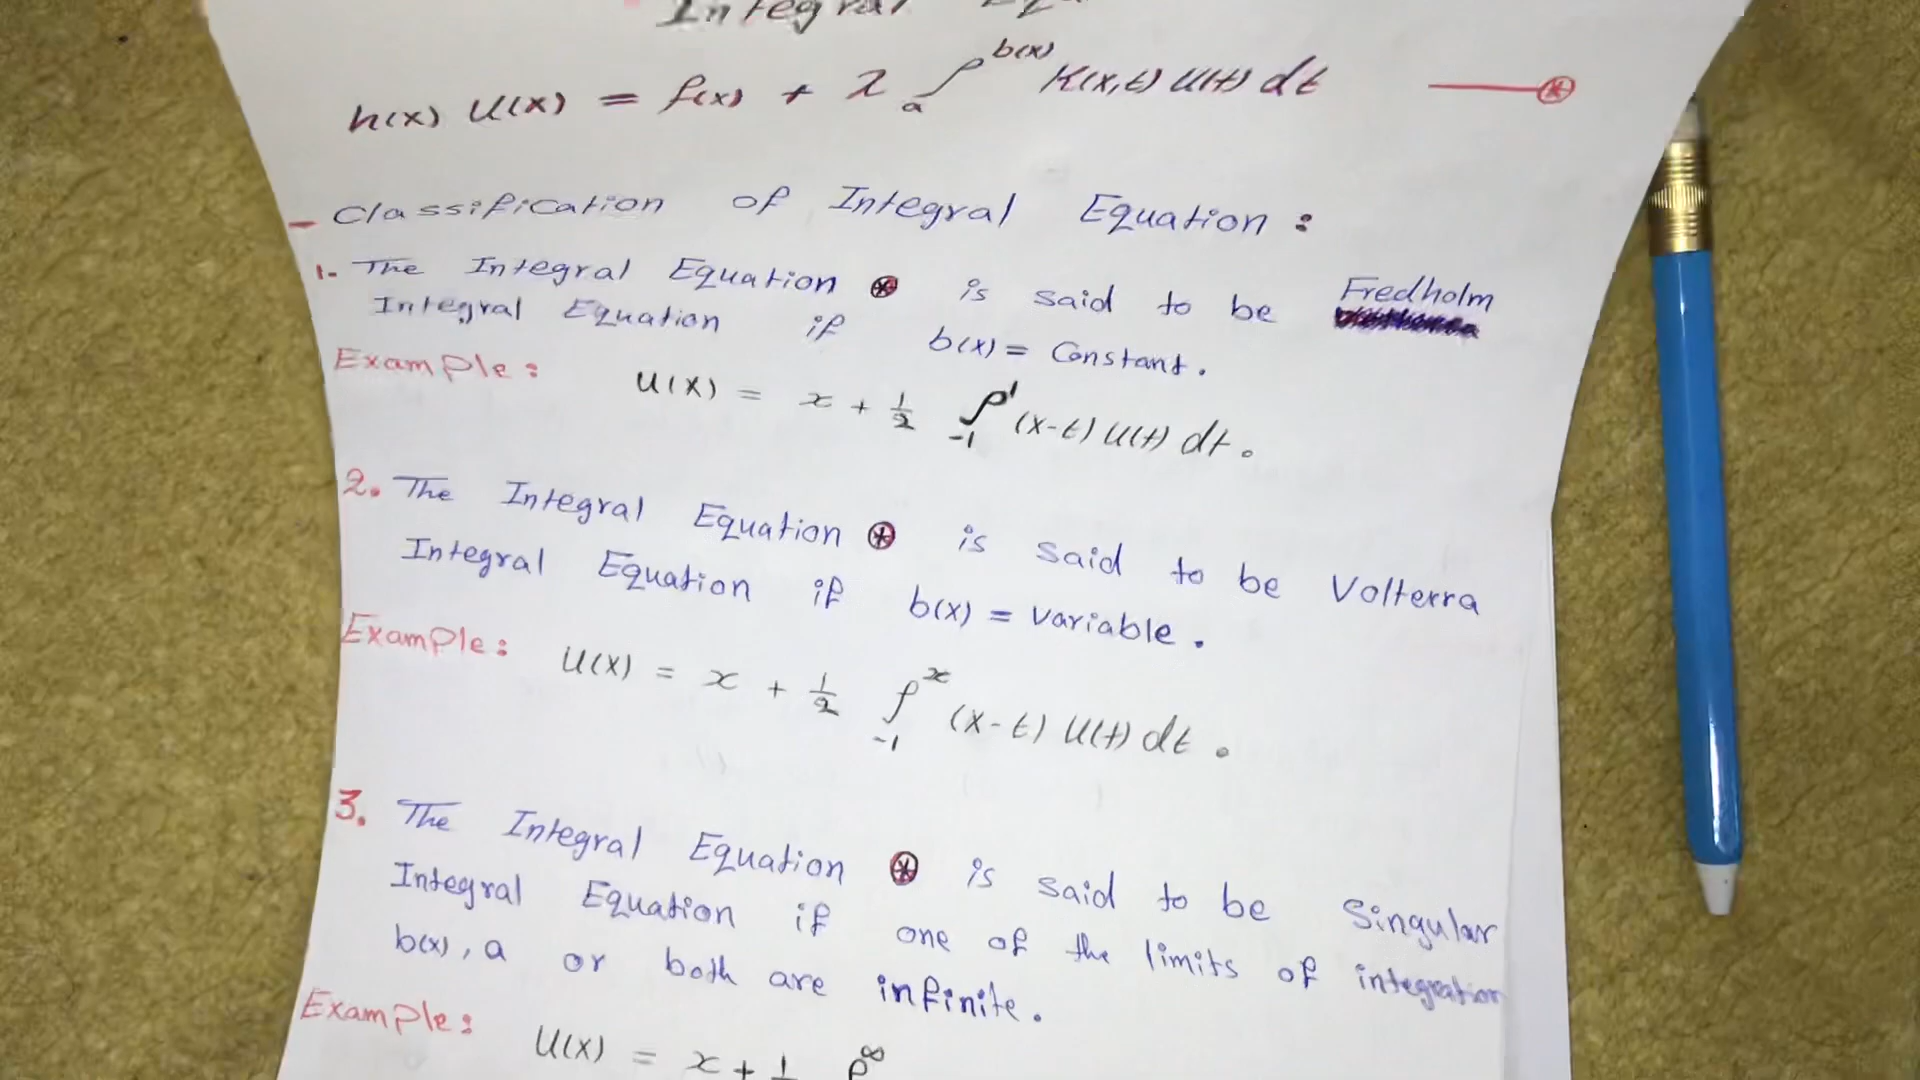 Integral
h(x) u(x) = f(x) + λ ∫_a^b(x) K(x,t) u(t) dt ——⊛
- Classification of Integral Equation :
1- The Integral Equation ⊛ is said to be Fredholm
Integral Equation if b(x) = Constant.
Example : u(x) = x + 1/2 ∫_-1^1 (x-t) u(t) dt .
2. The Integral Equation ⊛ is said to be Volterra
Integral Equation if b(x) = variable .
Example : u(x) = x + 1/2 ∫_-1^x (x-t) u(t) dt .
3. The Integral Equation ⊛ is said to be Singular
Integral Equation if one of the limits of integration
b(x), a or both are infinite .
Example : u(x) = x + 1 ∫^∞